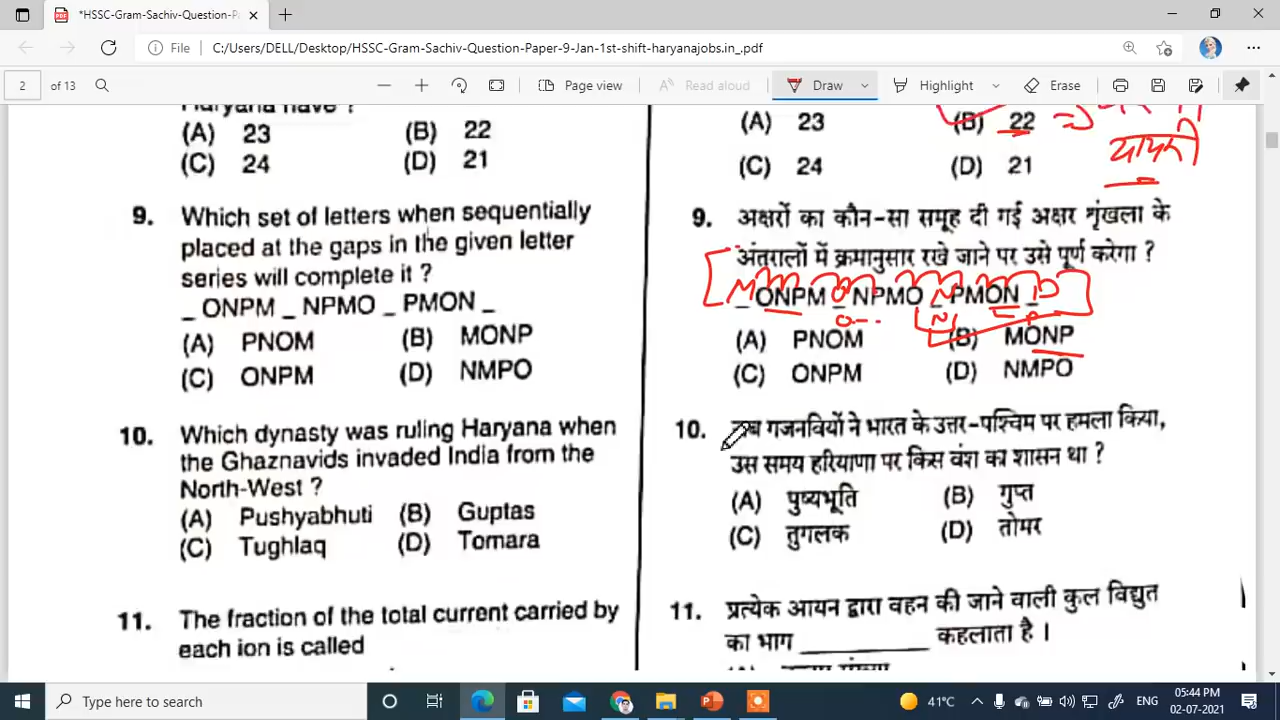 *HSSC-Gram-Sachiv-Question-P
File
C:/Users/DELL/Desktop/HSSC-Gram-Sachiv-Question-Paper-9-Jan-1st-shift-haryanajobs.in_.pdf
2 of 13
Page view
Read aloud
Draw
Highlight
Erase
Haryana have ?
(A) 23 (B) 22
(C) 24 (D) 21
9. Which set of letters when sequentially
placed at the gaps in the given letter
series will complete it ?
_ ONPM _ NPMO _ PMON _
(A) PNOM (B) MONP
(C) ONPM (D) NMPO
10. Which dynasty was ruling Haryana when
the Ghaznavids invaded India from the
North-West ?
(A) Pushyabhuti (B) Guptas
(C) Tughlaq (D) Tomara
11. The fraction of the total current carried by
each ion is called
(A) 23 (B) 22
(C) 24 (D) 21
9. अक्षरों का कौन-सा समूह दी गई अक्षर शृंखला के
अंतरालों में क्रमानुसार रखे जाने पर उसे पूर्ण करेगा ?
M O N P
_ ONPM _ NPMO _ PMON _
(A) PNOM (B) MONP
(C) ONPM (D) NMPO
10. जब गजनवियों ने भारत के उत्तर-पश्चिम पर हमला किया,
उस समय हरियाणा पर किस वंश का शासन था ?
(A) पुष्यभूति (B) गुप्त
(C) तुगलक (D) तोमर
11. प्रत्येक आयन द्वारा वहन की जाने वाली कुल विद्युत
का भाग ________ कहलाता है ।
Type here to search
41°C
ENG
05:44 PM
02-07-2021